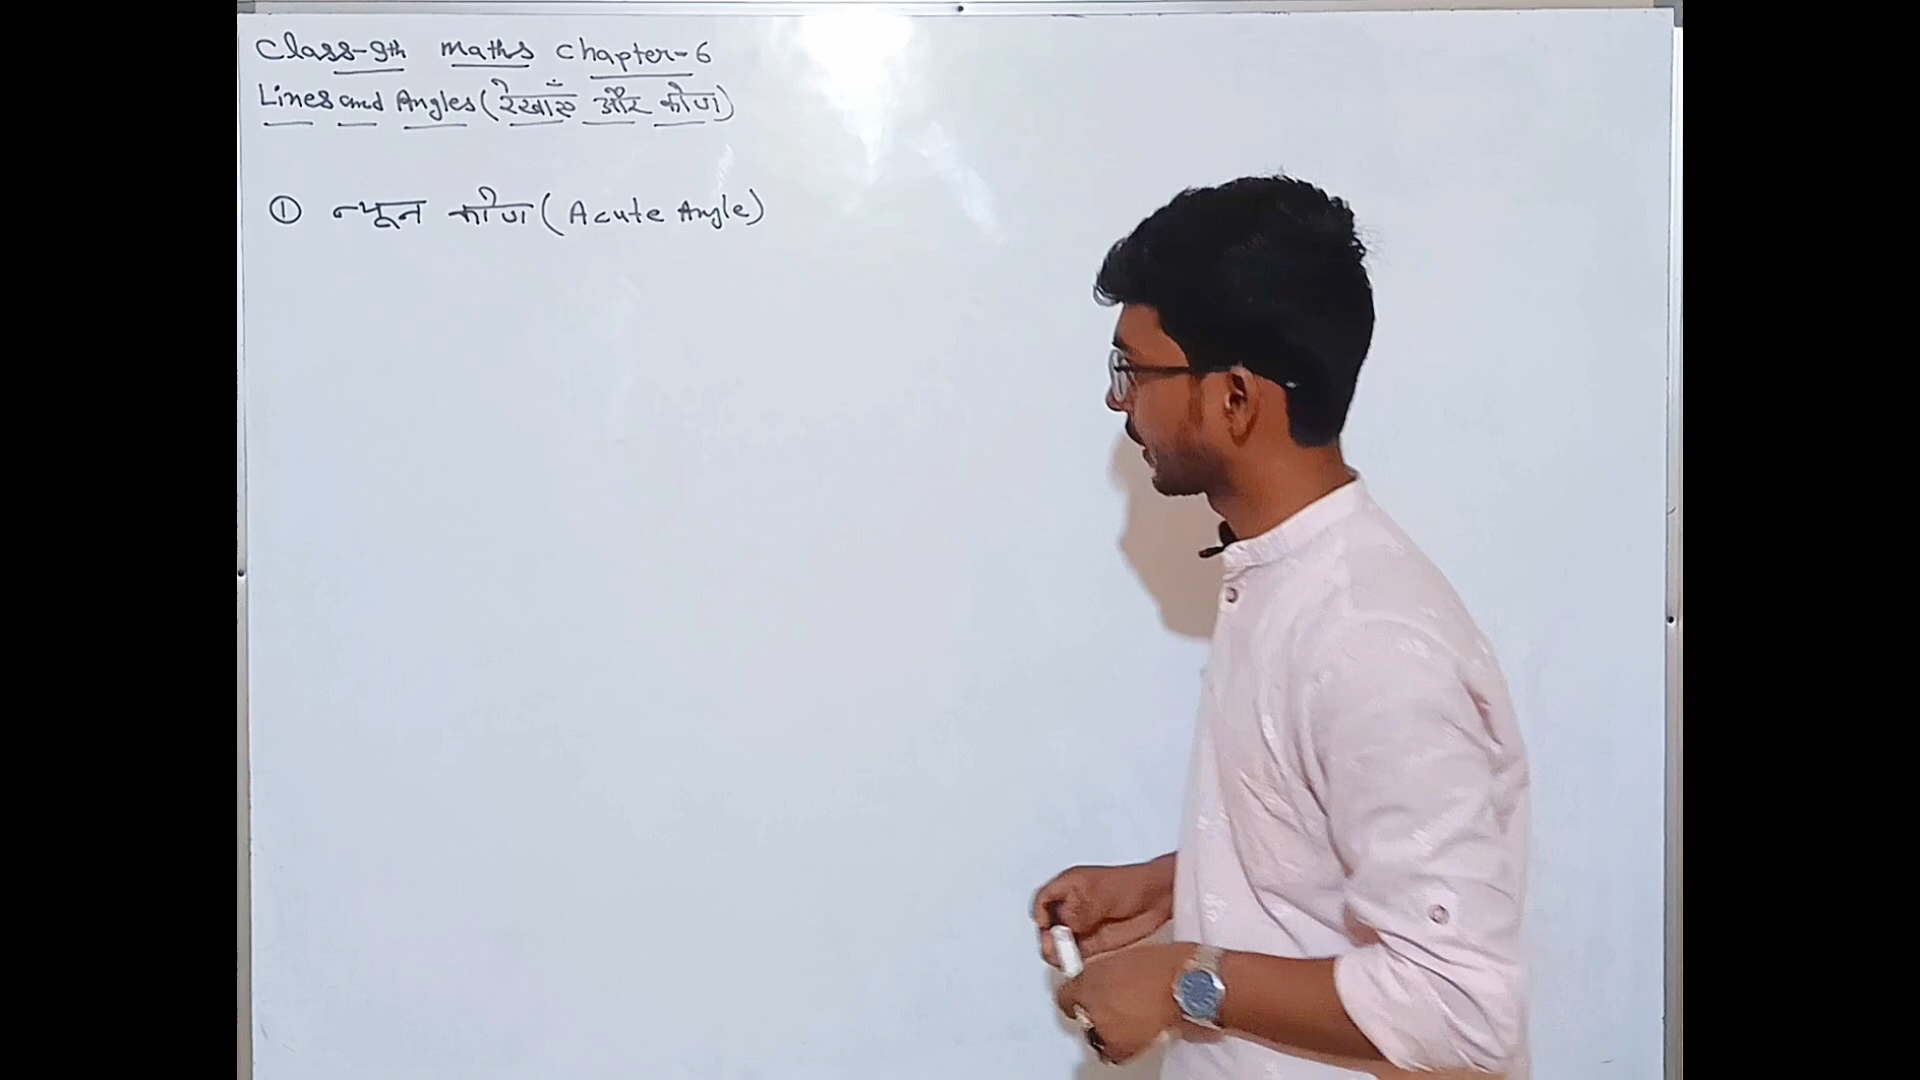 Class-9th Maths Chapter-6
Lines and Angles (रेखाएँ और कोण)
① न्यून कोण (Acute Angle)